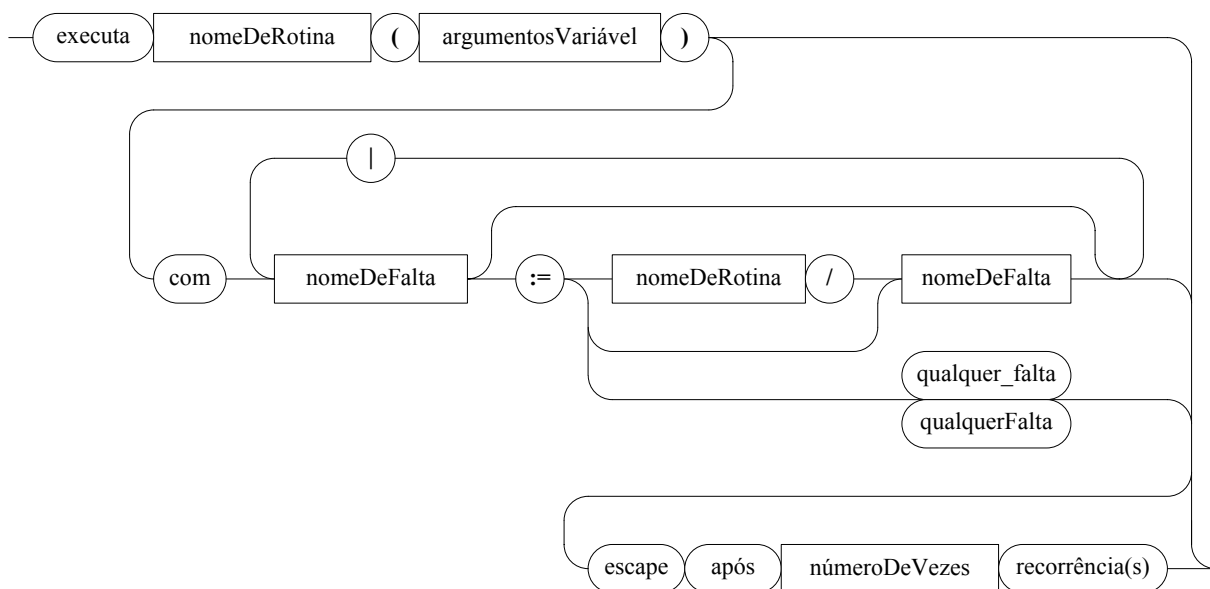 executa nomeDeRotina ( argumentosVariável )
|
com nomeDeFalta := nomeDeRotina / nomeDeFalta
qualquer_falta
qualquerFalta
escape após númeroDeVezes recorrência(s)